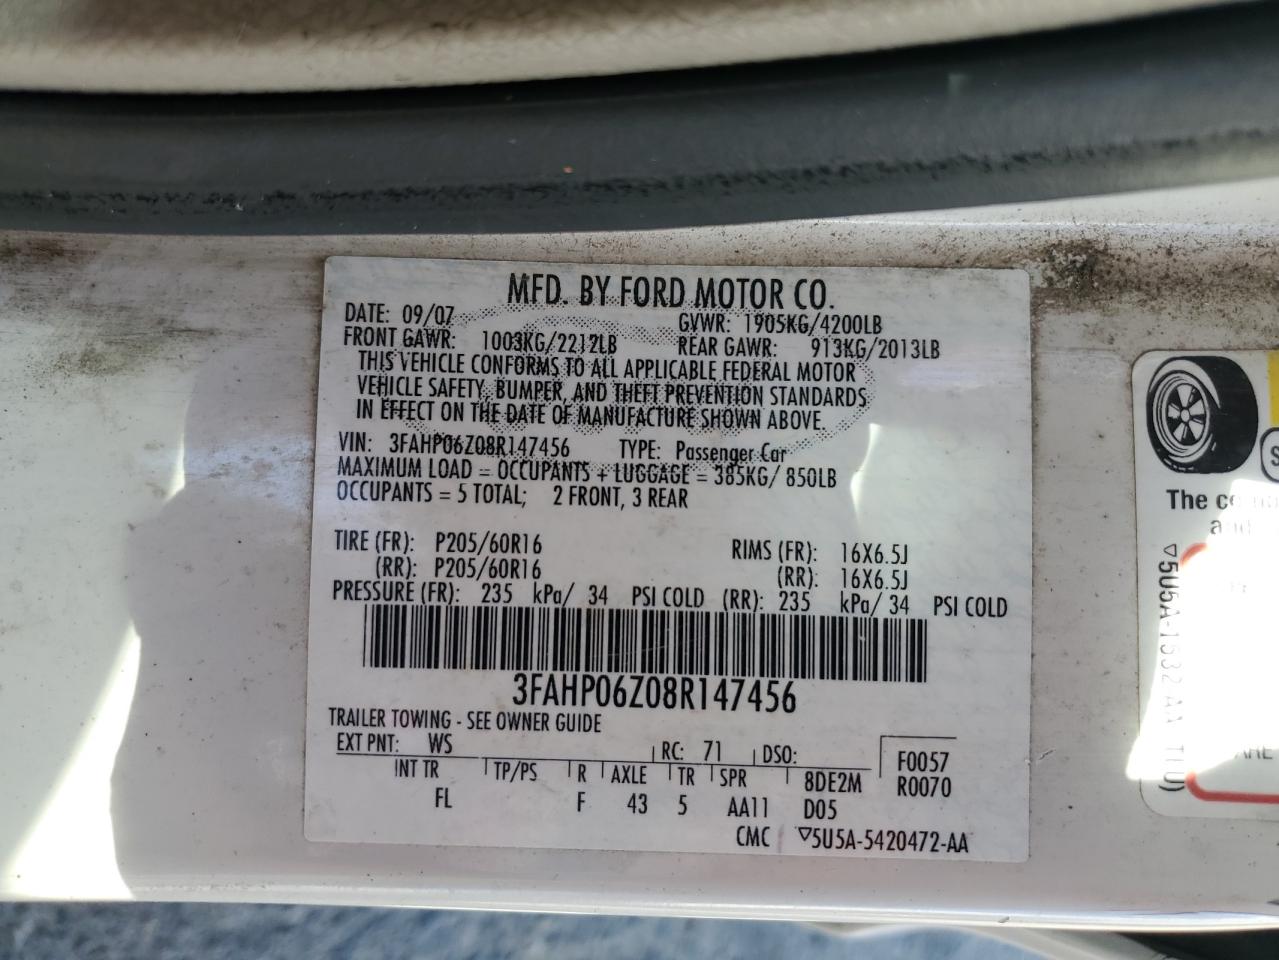 MFD. BY FORD MOTOR CO.
DATE: 09/07 GVWR: 1905KG/4200LB
FRONT GAWR: 1003KG/2212LB REAR GAWR: 913KG/2013LB
THIS VEHICLE CONFORMS TO ALL APPLICABLE FEDERAL MOTOR
VEHICLE SAFETY, BUMPER, AND THEFT PREVENTION STANDARDS
IN EFFECT ON THE DATE OF MANUFACTURE SHOWN ABOVE.
VIN: 3FAHP06Z08R147456 TYPE: Passenger Car
MAXIMUM LOAD = OCCUPANTS + LUGGAGE = 385KG/ 850LB
OCCUPANTS = 5 TOTAL; 2 FRONT, 3 REAR
TIRE (FR): P205/60R16 RIMS (FR): 16X6.5J
(RR): P205/60R16 (RR): 16X6.5J
PRESSURE (FR): 235 kPa/ 34 PSI COLD (RR): 235 kPa/ 34 PSI COLD
3FAHP06Z08R147456
TRAILER TOWING - SEE OWNER GUIDE
EXT PNT: WS RC: 71 DSO: F0057
INT TR TP/PS R AXLE TR SPR 8DE2M R0070
FL F 43 5 AA11 D05
CMC ▽5U5A-5420472-AA
The
and